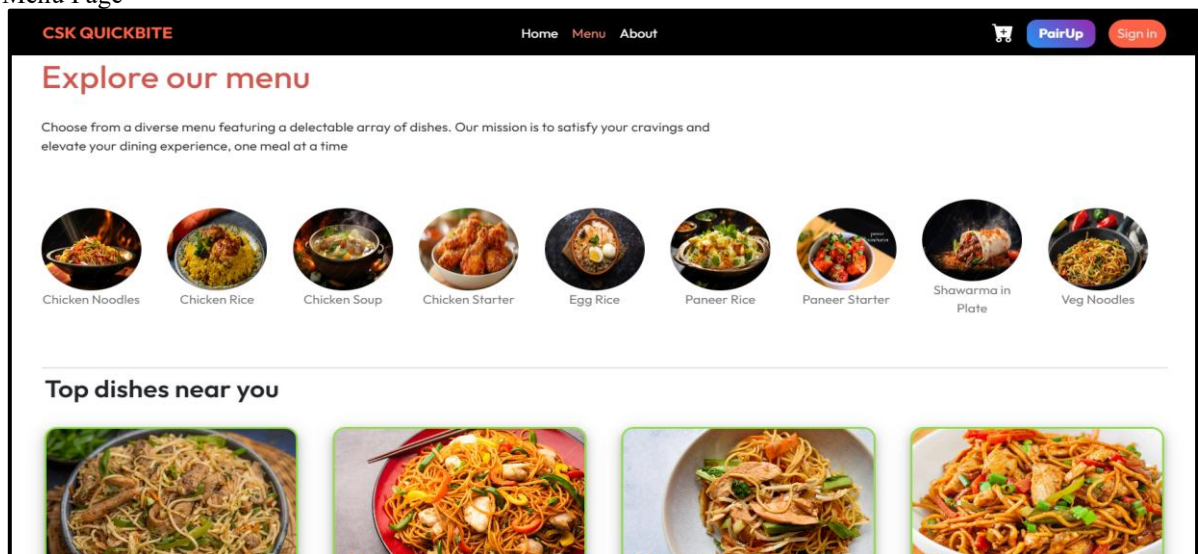 Menu Page
CSK QUICKBITE
Home Menu About
PairUp
Sign in
Explore our menu
Choose from a diverse menu featuring a delectable array of dishes. Our mission is to satisfy your cravings and
elevate your dining experience, one meal at a time
Chicken Noodles
Chicken Rice
Chicken Soup
Chicken Starter
Egg Rice
Paneer Rice
Paneer Starter
Shawarma in
Plate
Veg Noodles
Top dishes near you